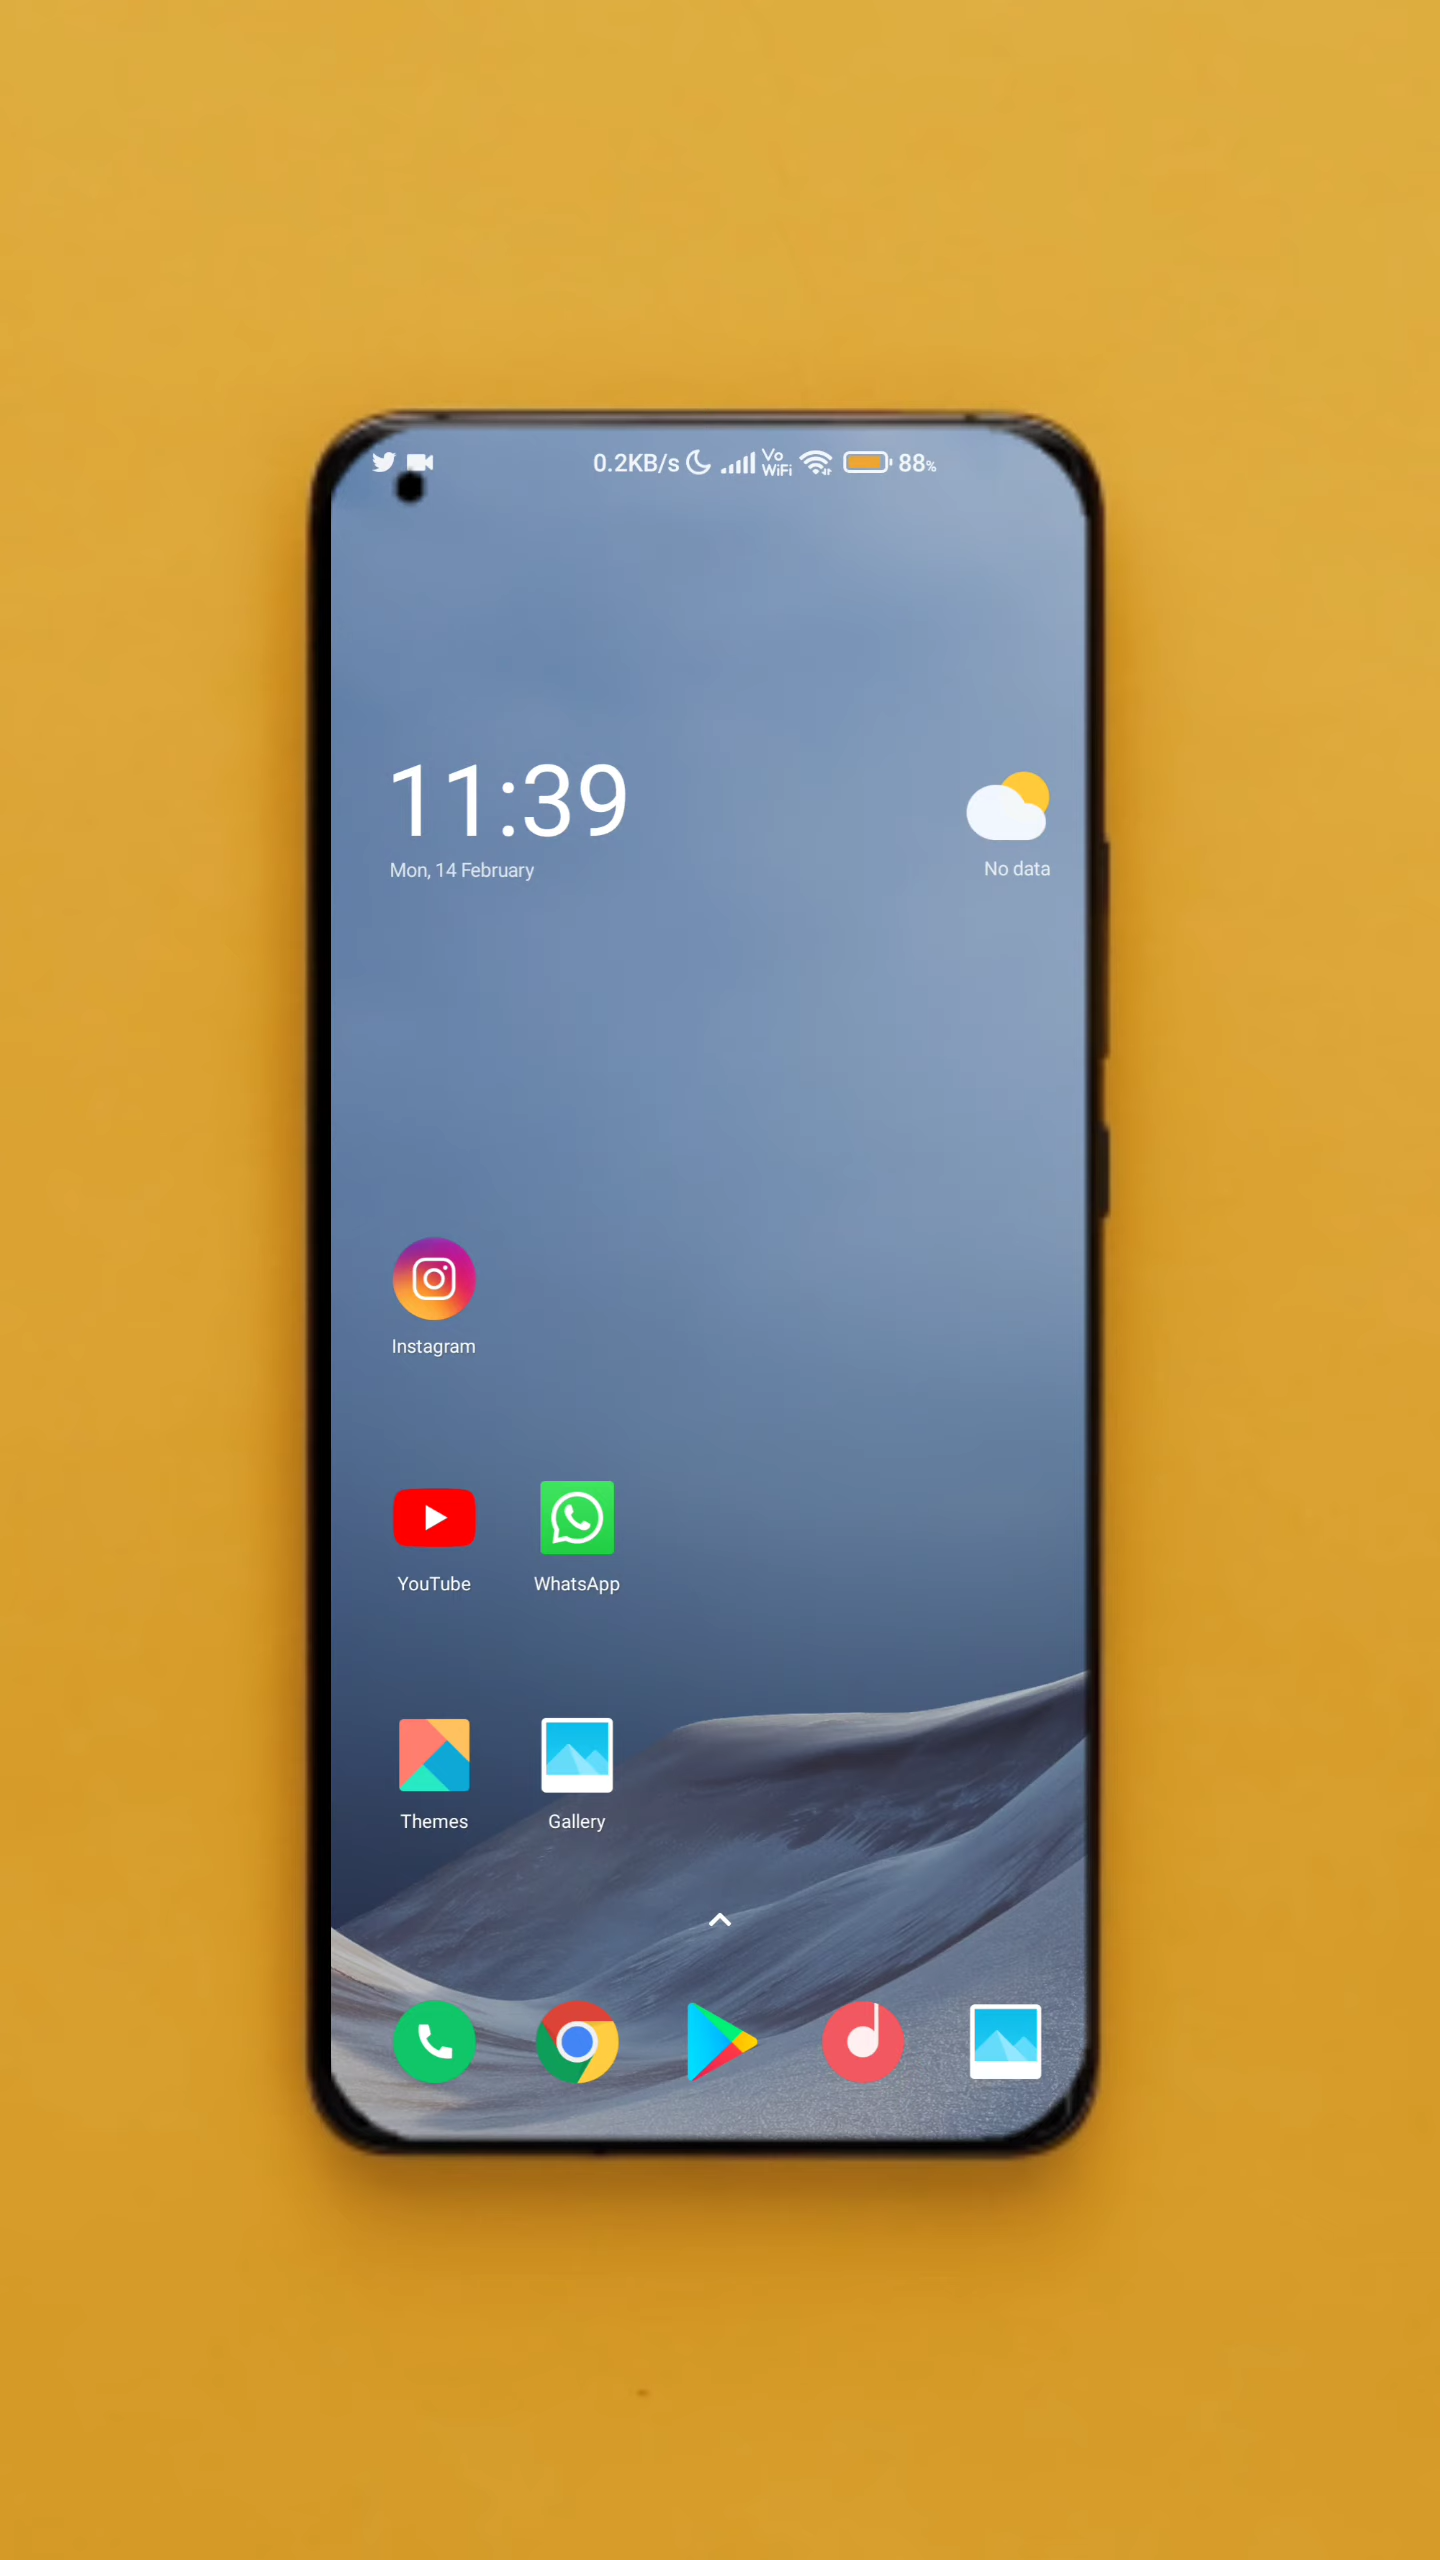 0.2KB/s Vo WiFi 88%
11:39
Mon, 14 February
No data
Instagram
YouTube WhatsApp
Themes Gallery